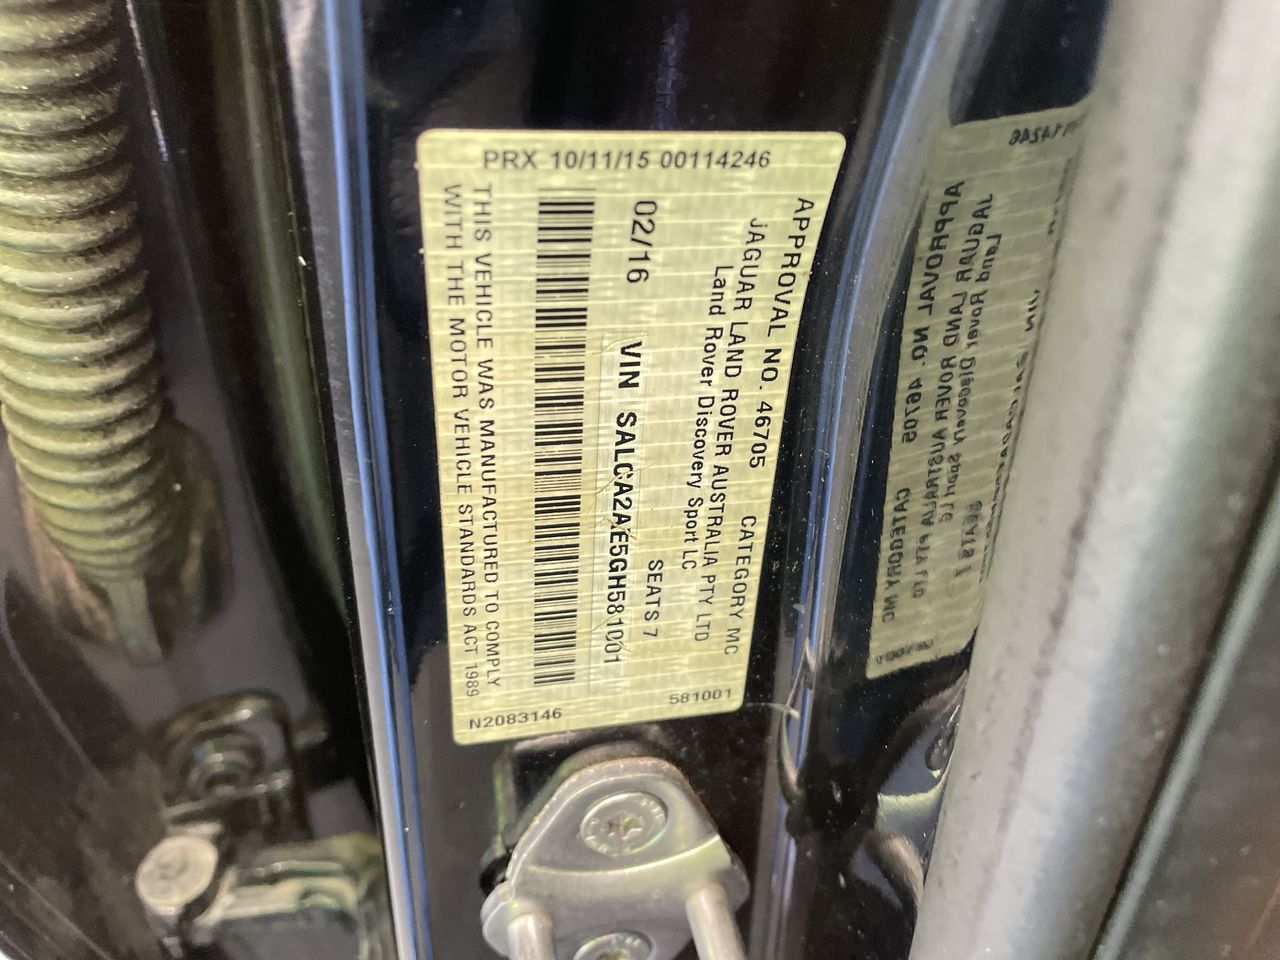 PRX 10/11/15 00114246
APPROVAL NO. 46705 CATEGORY MC
JAGUAR LAND ROVER AUSTRALIA PTY LTD
Land Rover Discovery Sport LC
02/16 SEATS 7
VIN SALCA2AE5GH581001
THIS VEHICLE WAS MANUFACTURED TO COMPLY
WITH THE MOTOR VEHICLE STANDARDS ACT 1989
N2083146 581001